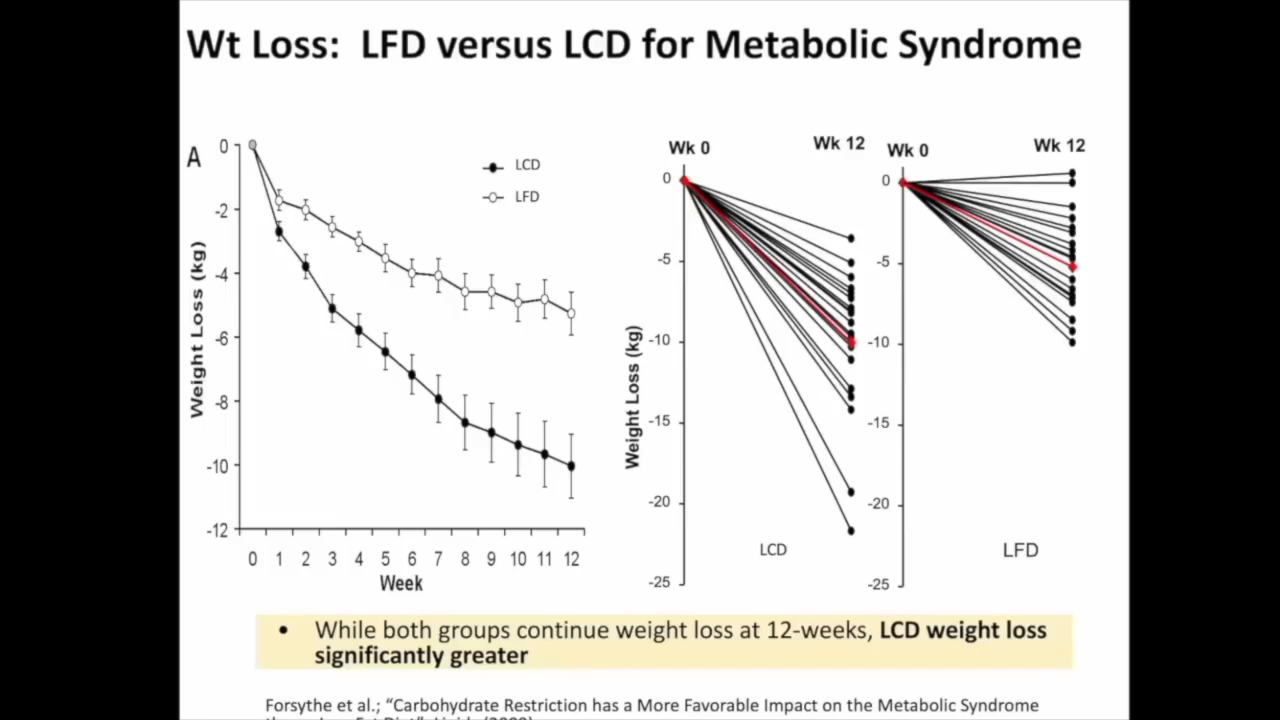 Wt Loss:  LFD versus LCD for Metabolic Syndrome
A
Weight Loss (kg)
0
-2
-4
-6
-8
-10
-12
LCD
LFD
0 1 2 3 4 5 6 7 8 9 10 11 12
Week
Wk 0
Wk 12
Weight Loss (kg)
0
-5
-10
-15
-20
-25
LCD
Wk 0
Wk 12
0
-5
-10
-15
-20
-25
LFD
• While both groups continue weight loss at 12-weeks, LCD weight loss
significantly greater
Forsythe et al.; “Carbohydrate Restriction has a More Favorable Impact on the Metabolic Syndrome